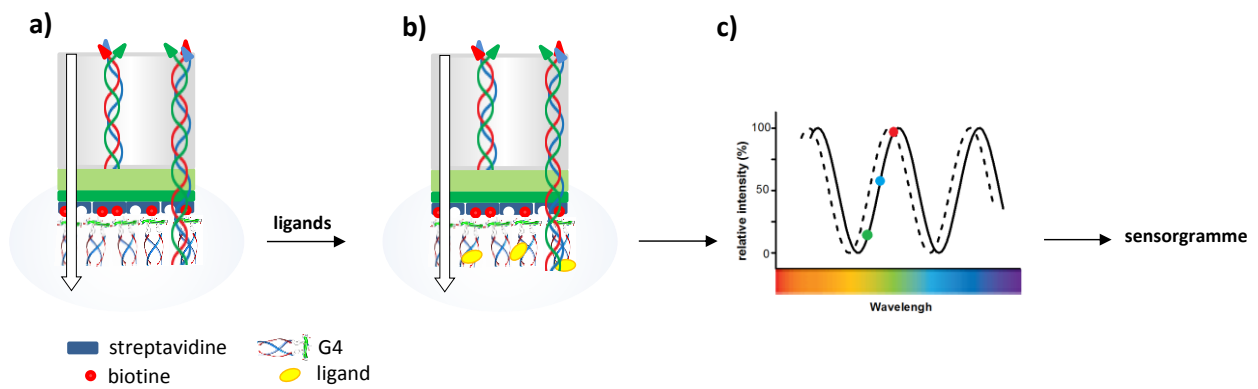 a)
b)
c)
ligands
100
50
0
relative intensity (%)
Wavelengh
sensorgramme
streptavidine
G4
biotine
ligand